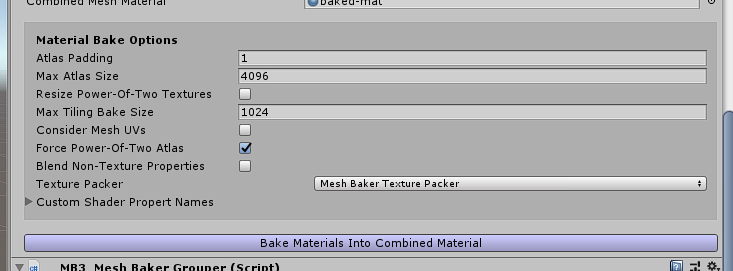 Combined Mesh Material baked-mat
Material Bake Options
Atlas Padding 1
Max Atlas Size 4096
Resize Power-Of-Two Textures
Max Tiling Bake Size 1024
Consider Mesh UVs
Force Power-Of-Two Atlas
Blend Non-Texture Properties
Texture Packer Mesh Baker Texture Packer
Custom Shader Propert Names
Bake Materials Into Combined Material
MB3_Mesh Baker Grouper (Script)